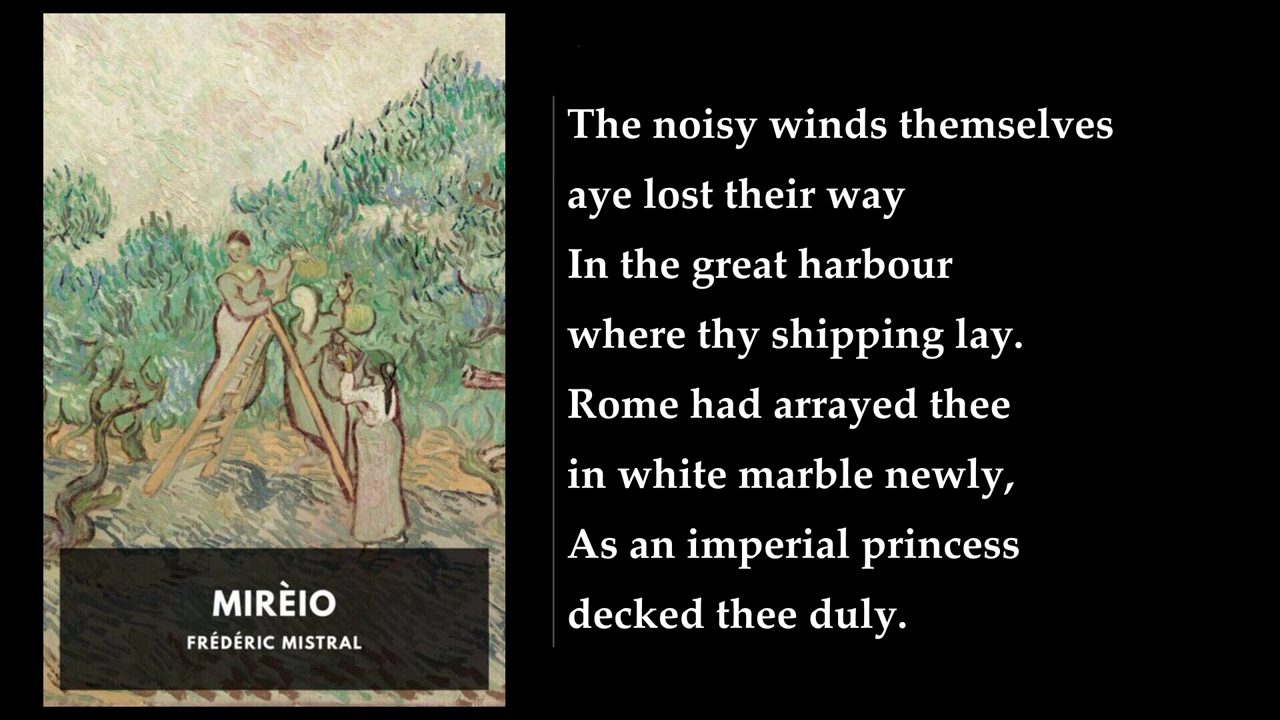 MIRÈIO
FRÉDÉRIC MISTRAL
The noisy winds themselves
aye lost their way
In the great harbour
where thy shipping lay.
Rome had arrayed thee
in white marble newly,
As an imperial princess
decked thee duly.